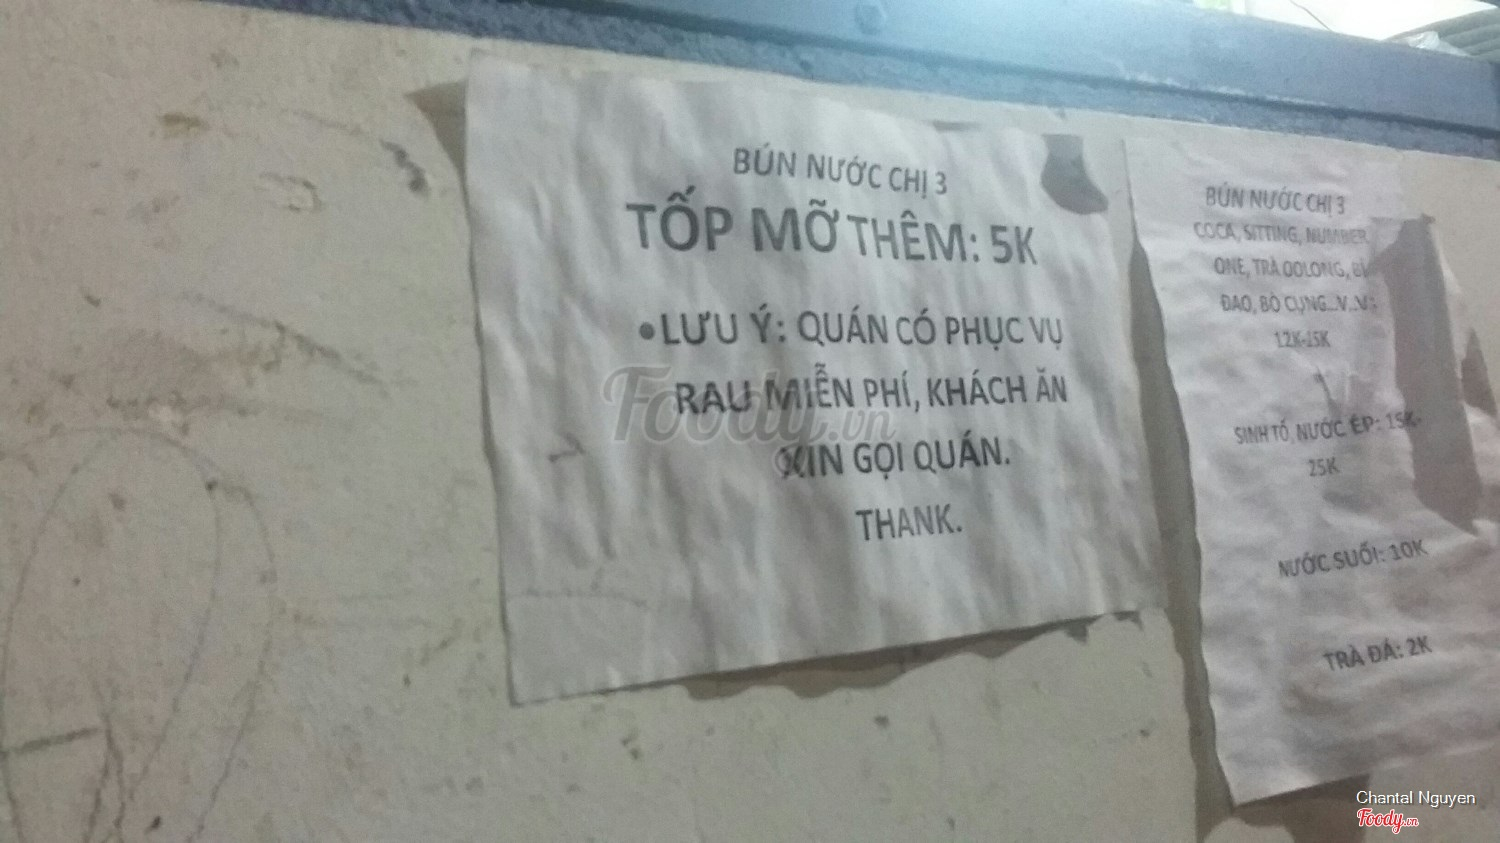 BÚN NƯỚC CHỊ 3
TỐP MỠ THÊM: 5K
•LƯU Ý: QUÁN CÓ PHỤC VỤ
RAU MIỄN PHÍ, KHÁCH ĂN
XIN GỌI QUÁN.
THANK.
BÚN NƯỚC CHỊ 3
COCA, SITTING, NUMBER
ONE, TRÀ OOLONG, BÍ
ĐAO, BÒ CỤNG...V..V:
12K-15K
SINH TỐ, NƯỚC ÉP: 15K-
25K
NƯỚC SUỐI: 10K
TRÀ ĐÁ: 2K
Foody.vn
Chantal Nguyen
Foody.vn